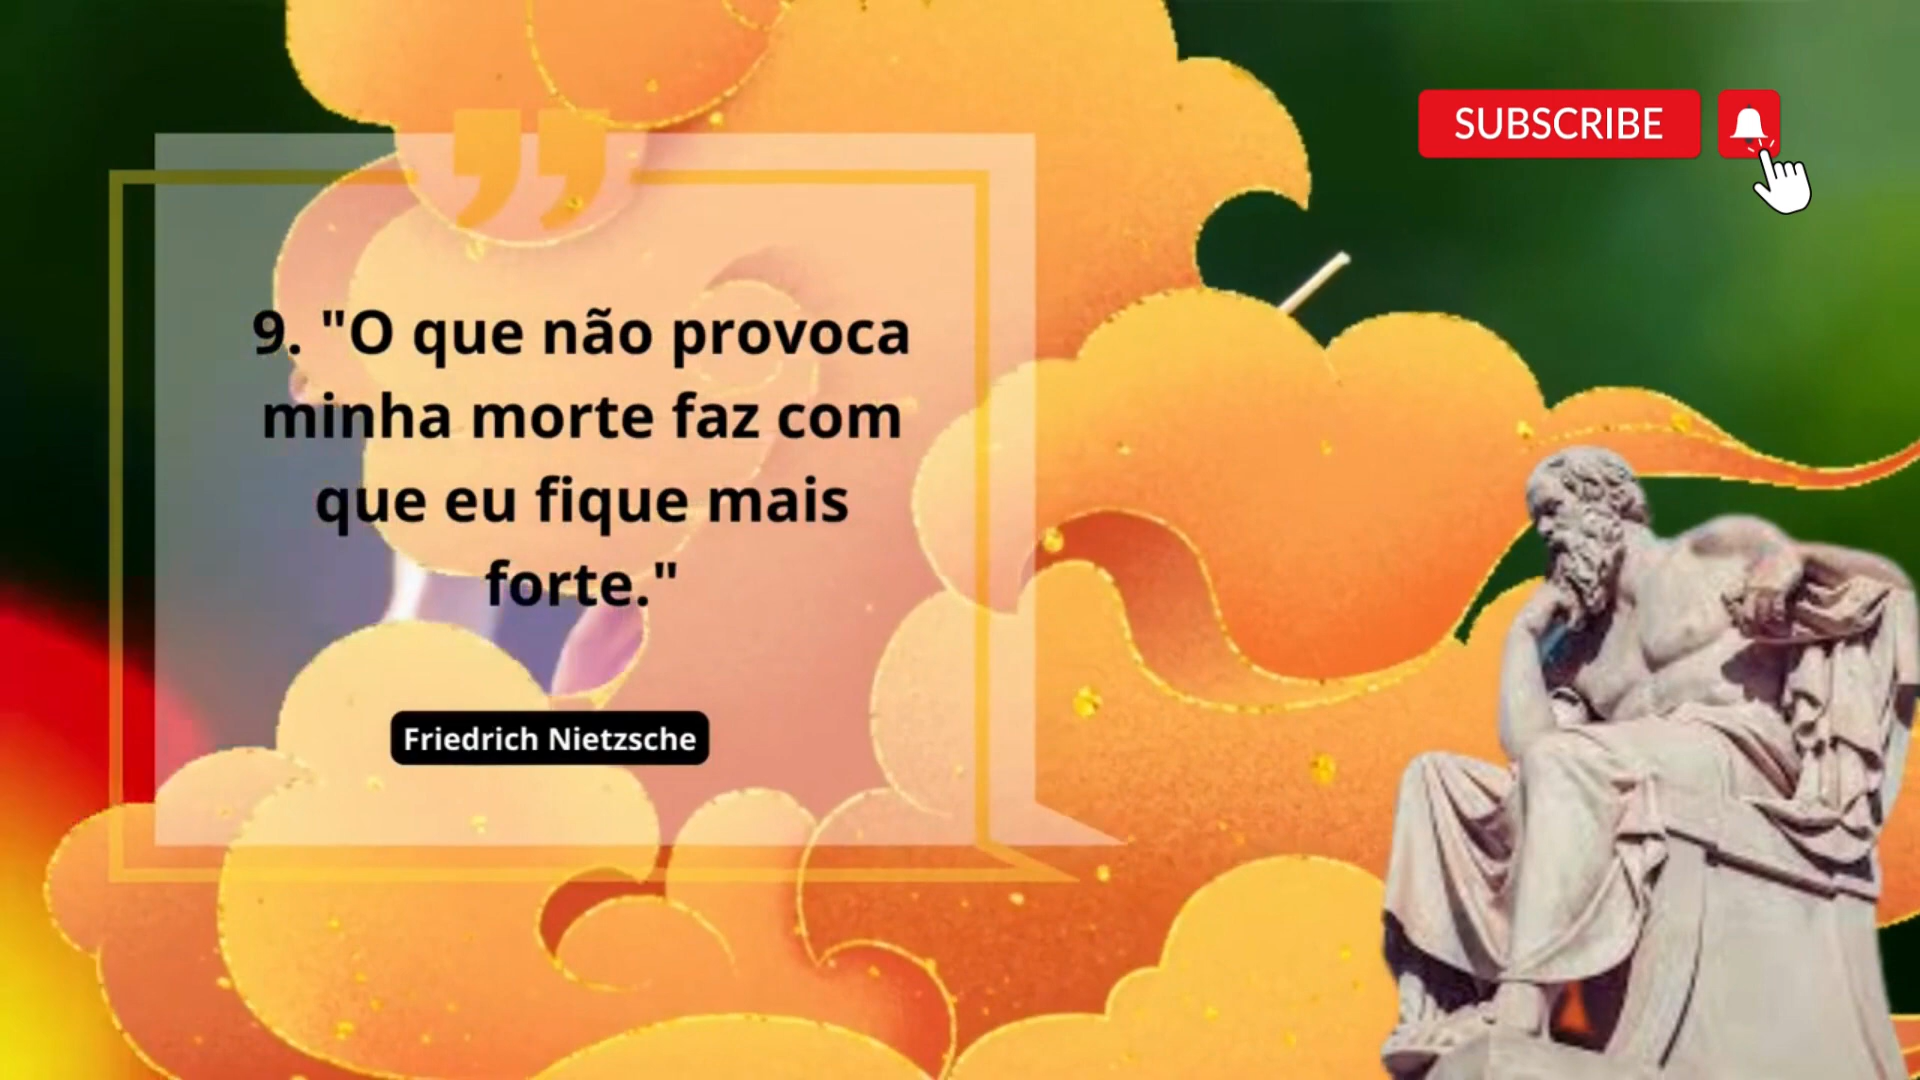 SUBSCRIBE
9. "O que não provoca
minha morte faz com
que eu fique mais
forte."
Friedrich Nietzsche